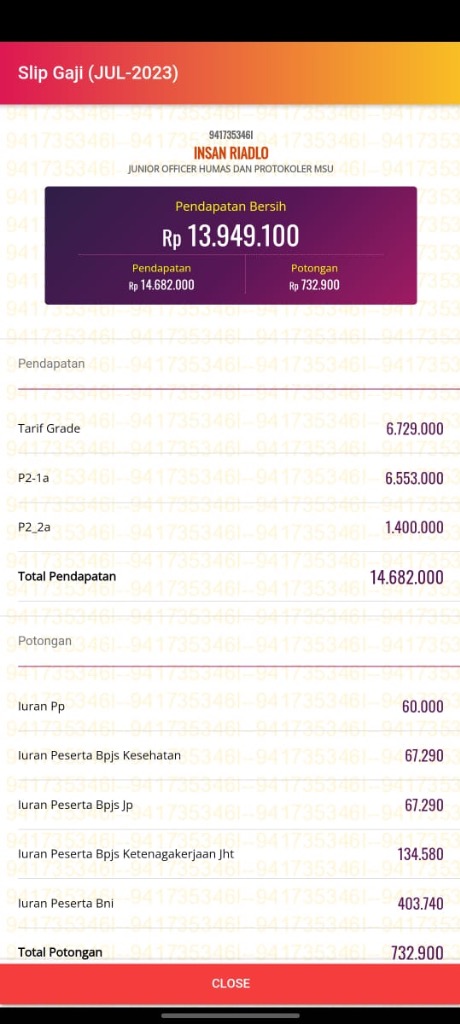 Slip Gaji (JUL-2023)
941735346I
INSAN RIADLO
JUNIOR OFFICER HUMAS DAN PROTOKOLER MSU
Pendapatan Bersih
Rp 13.949.100
Pendapatan
Rp 14.682.000
Potongan
Rp 732.900
Pendapatan
Tarif Grade 6.729.000
P2-1a 6.553.000
P2_2a 1.400.000
Total Pendapatan 14.682.000
Potongan
Iuran Pp 60.000
Iuran Peserta Bpjs Kesehatan 67.290
Iuran Peserta Bpjs Jp 67.290
Iuran Peserta Bpjs Ketenagakerjaan Jht 134.580
Iuran Peserta Bni 403.740
Total Potongan 732.900
CLOSE